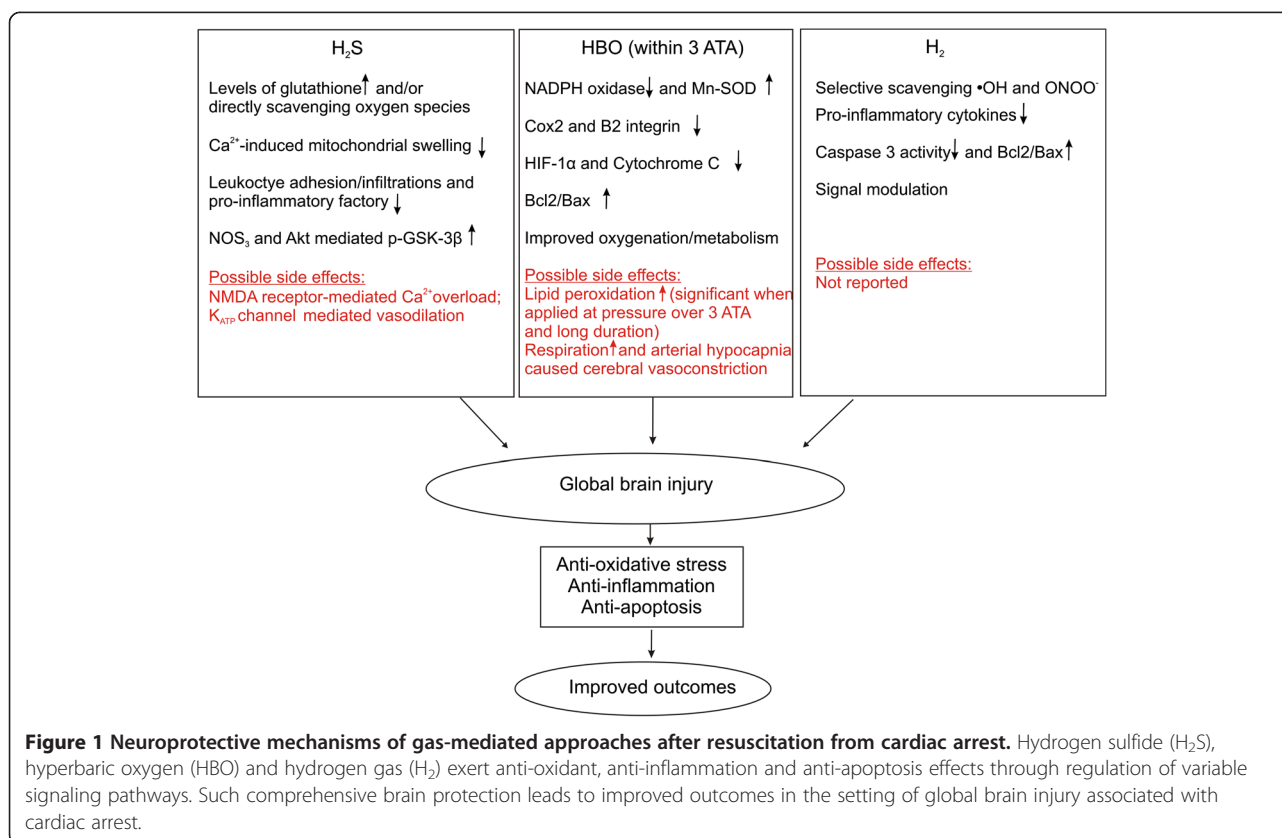 H₂S
Levels of glutathione↑ and/or
directly scavenging oxygen species
Ca²⁺-induced mitochondrial swelling ↓
Leukoctye adhesion/infiltrations and
pro-inflammatory factory ↓
NOS₃ and Akt mediated p-GSK-3β ↑
Possible side effects:
NMDA receptor-mediated Ca²⁺overload;
K_ATP channel mediated vasodilation
HBO (within 3 ATA)
NADPH oxidase↓ and Mn-SOD ↑
Cox2 and B2 integrin ↓
HIF-1α and Cytochrome C ↓
Bcl2/Bax ↑
Improved oxygenation/metabolism
Possible side effects:
Lipid peroxidation ↑(significant when
applied at pressure over 3 ATA
and long duration)
Respiration↑and arterial hypocapnia
caused cerebral vasoconstriction
H₂
Selective scavenging •OH and ONOO⁻
Pro-inflammatory cytokines↓
Caspase 3 activity↓ and Bcl2/Bax↑
Signal modulation
Possible side effects:
Not reported
Global brain injury
Anti-oxidative stress
Anti-inflammation
Anti-apoptosis
Improved outcomes
Figure 1 Neuroprotective mechanisms of gas-mediated approaches after resuscitation from cardiac arrest. Hydrogen sulfide (H₂S),
hyperbaric oxygen (HBO) and hydrogen gas (H₂) exert anti-oxidant, anti-inflammation and anti-apoptosis effects through regulation of variable
signaling pathways. Such comprehensive brain protection leads to improved outcomes in the setting of global brain injury associated with
cardiac arrest.